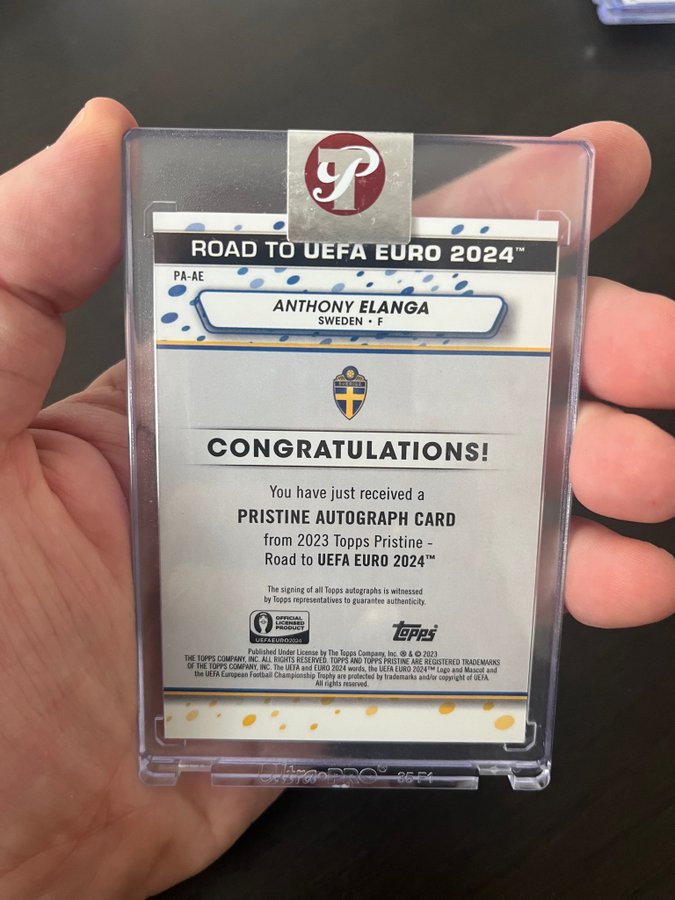 P
ROAD TO UEFA EURO 2024™
PA-AE
ANTHONY ELANGA
SWEDEN • F
SVERIGE
CONGRATULATIONS!
You have just received a
PRISTINE AUTOGRAPH CARD
from 2023 Topps Pristine -
Road to UEFA EURO 2024™
The signing of all Topps autographs is witnessed
by Topps representatives to guarantee authenticity.
OFFICIAL
LICENSED
PRODUCT
UEFA EURO2024
topps®
Published Under License by The Topps Company, Inc. ® & © 2023
THE TOPPS COMPANY, INC. ALL RIGHTS RESERVED. TOPPS AND TOPPS PRISTINE ARE REGISTERED TRADEMARKS
OF THE TOPPS COMPANY, INC. The UEFA and EURO 2024 words, the UEFA EURO 2024™ Logo and Mascot and
the UEFA European Football Championship Trophy are protected by trademarks and/or copyright of UEFA.
All rights reserved.
Ultra•PRO®